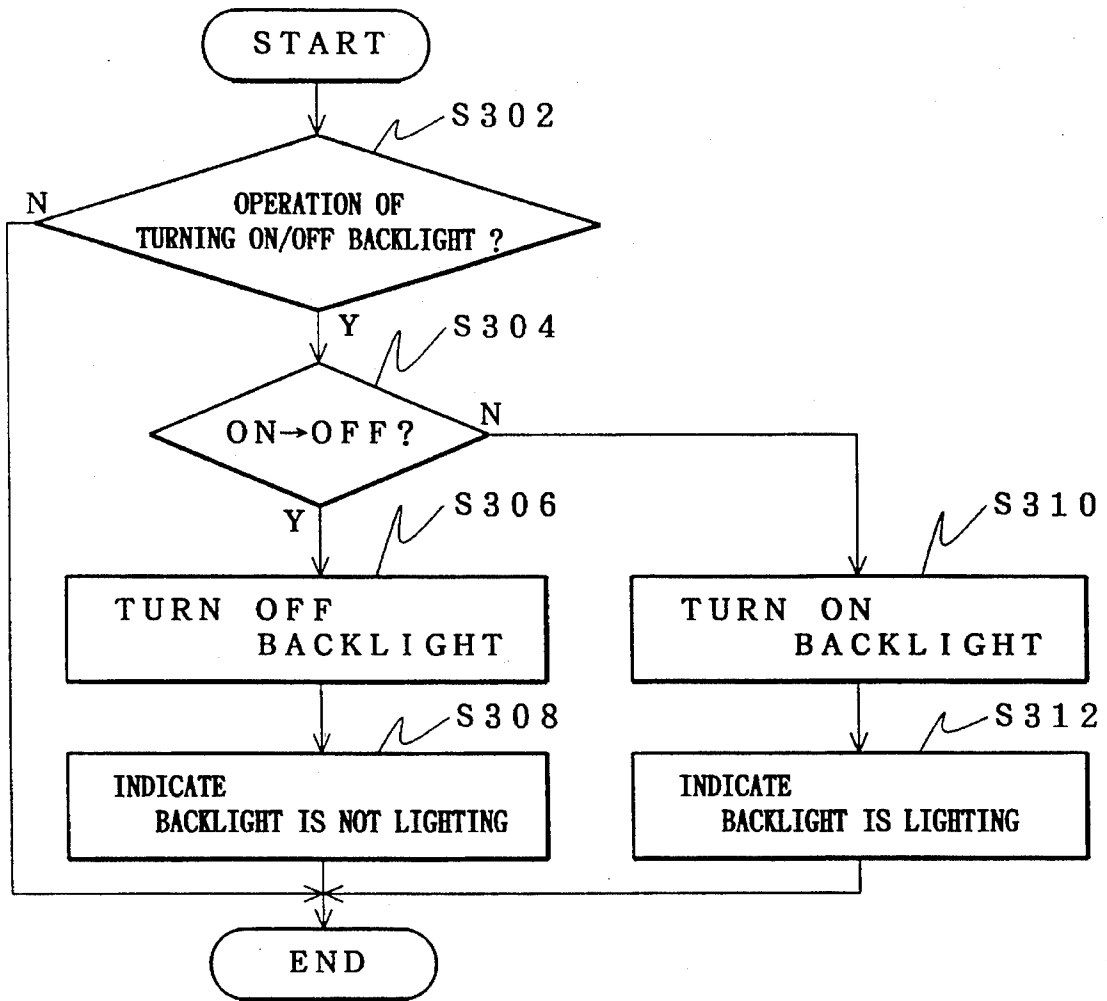 START
S302
N
OPERATION OF
TURNING ON/OFF BACKLIGHT ?
Y
S304
ON→OFF?
N
Y
S306
S310
TURN OFF
BACKLIGHT
TURN ON
BACKLIGHT
S308
S312
INDICATE
BACKLIGHT IS NOT LIGHTING
INDICATE
BACKLIGHT IS LIGHTING
END